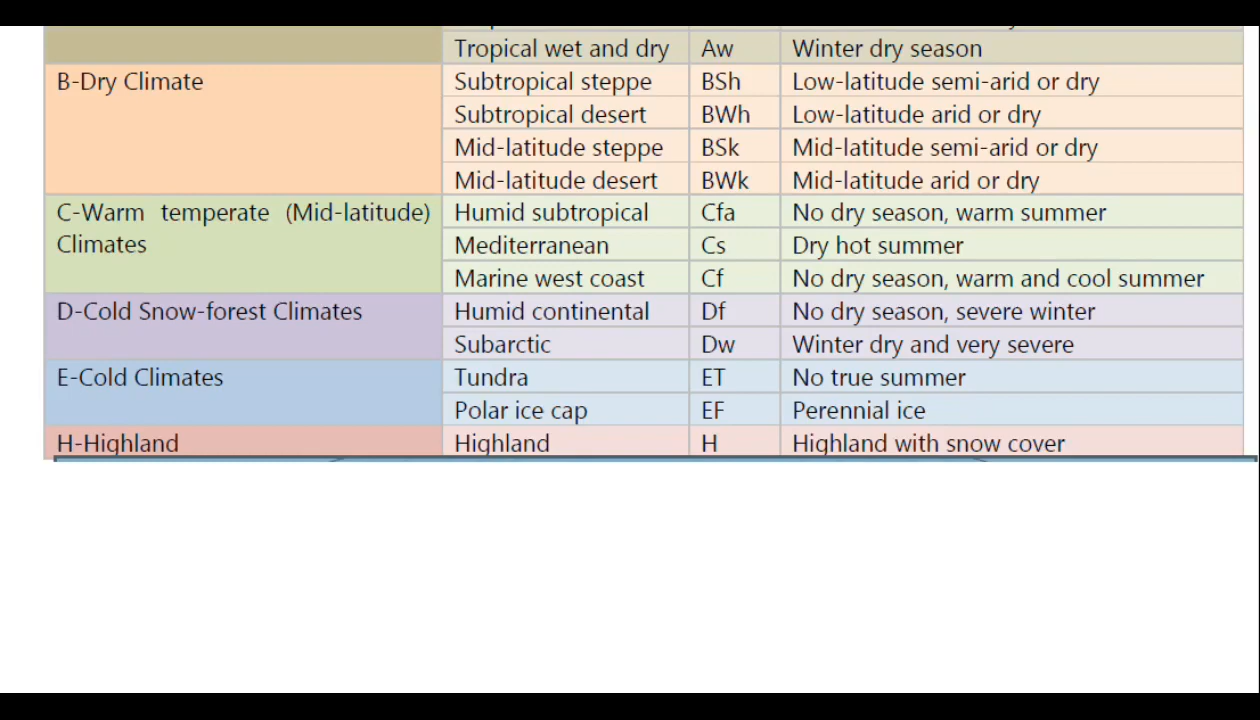 Tropical wet and dry Aw Winter dry season
B-Dry Climate Subtropical steppe BSh Low-latitude semi-arid or dry
Subtropical desert BWh Low-latitude arid or dry
Mid-latitude steppe BSk Mid-latitude semi-arid or dry
Mid-latitude desert BWk Mid-latitude arid or dry
C-Warm temperate (Mid-latitude) Humid subtropical Cfa No dry season, warm summer
Climates Mediterranean Cs Dry hot summer
Marine west coast Cf No dry season, warm and cool summer
D-Cold Snow-forest Climates Humid continental Df No dry season, severe winter
Subarctic Dw Winter dry and very severe
E-Cold Climates Tundra ET No true summer
Polar ice cap EF Perennial ice
H-Highland Highland H Highland with snow cover